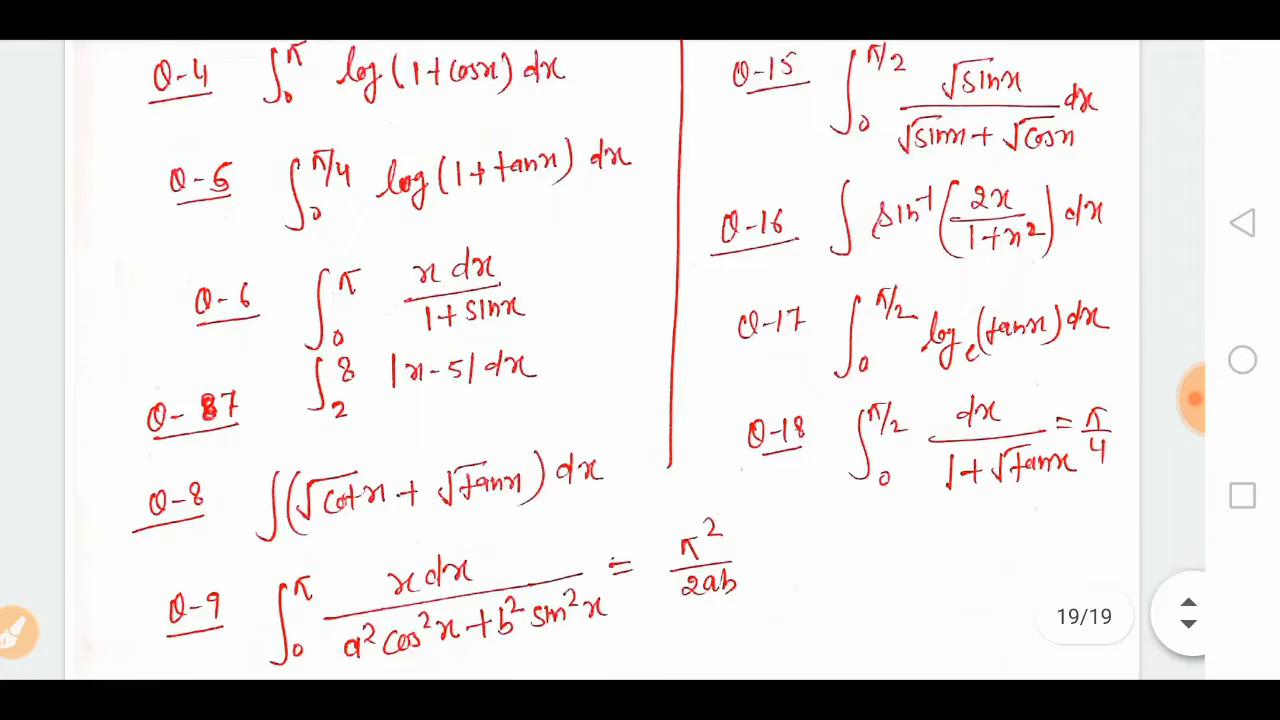 Q-4 ∫₀^π log(1+cosx) dx
Q-5 ∫₀^π/4 log(1+tanx) dx
Q-6 ∫₀^π x dx / 1+sinx
Q-7 ∫₂^8 |x-5| dx
Q-8 ∫(√cotx + √tanx) dx
Q-9 ∫₀^π x dx / a²cos²x+b²sin²x = π²/2ab
Q-15 ∫₀^π/2 √sinx / √sinx+√cosx dx
Q-16 ∫ sin⁻¹(2x/1+x²) dx
Q-17 ∫₀^π/2 logₑ(tanx) dx
Q-18 ∫₀^π/2 dx / 1+√tanx = π/4
19/19